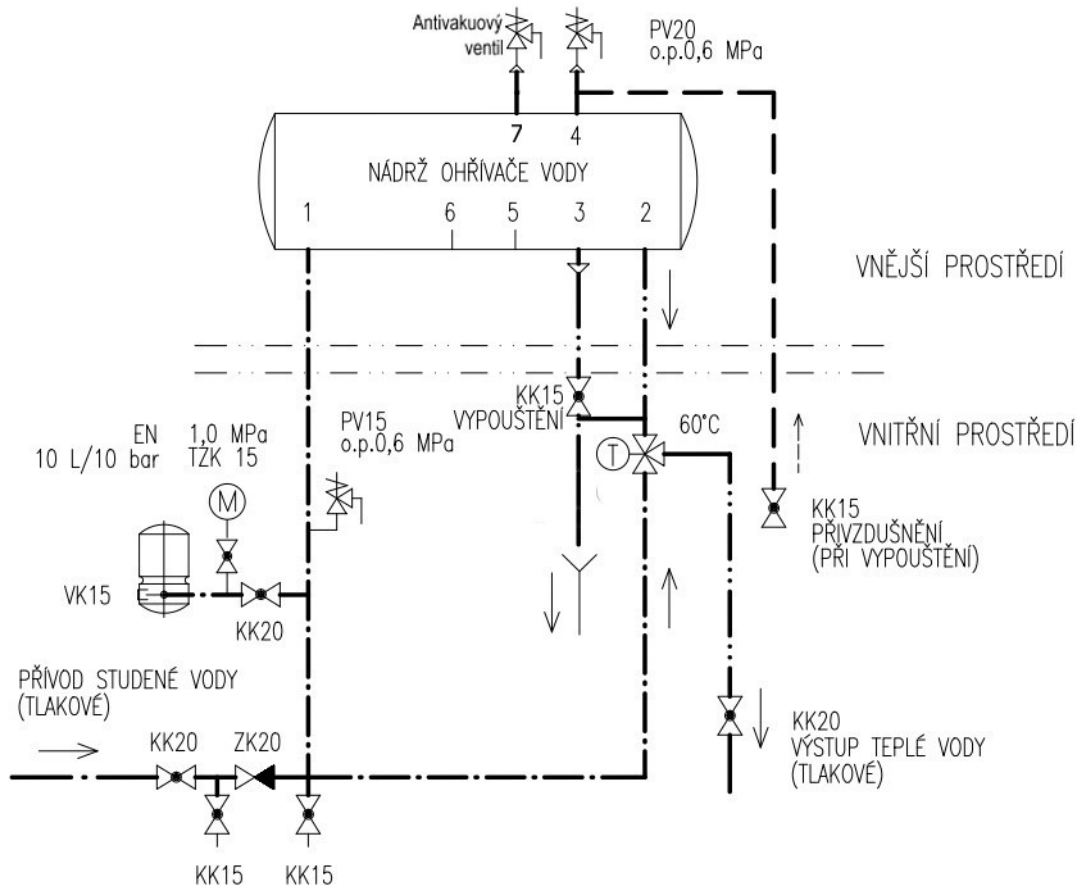 Antivakuový
ventil
PV20
o.p.0,6 MPa
7
4
NÁDRŽ OHŘÍVAČE VODY
1
6
5
3
2
VNĚJŠÍ PROSTŘEDÍ
KK15
VYPOUŠTĚNÍ
60°C
VNITŘNÍ PROSTŘEDÍ
PV15
o.p.0,6 MPa
EN 1,0 MPa
10 L/10 bar TZK 15
M
T
KK15
PŘIVZDUŠNĚNÍ
(PŘI VYPOUŠTĚNÍ)
VK15
KK20
PŘÍVOD STUDENÉ VODY
(TLAKOVÉ)
KK20
ZK20
KK20
VÝSTUP TEPLÉ VODY
(TLAKOVÉ)
KK15
KK15